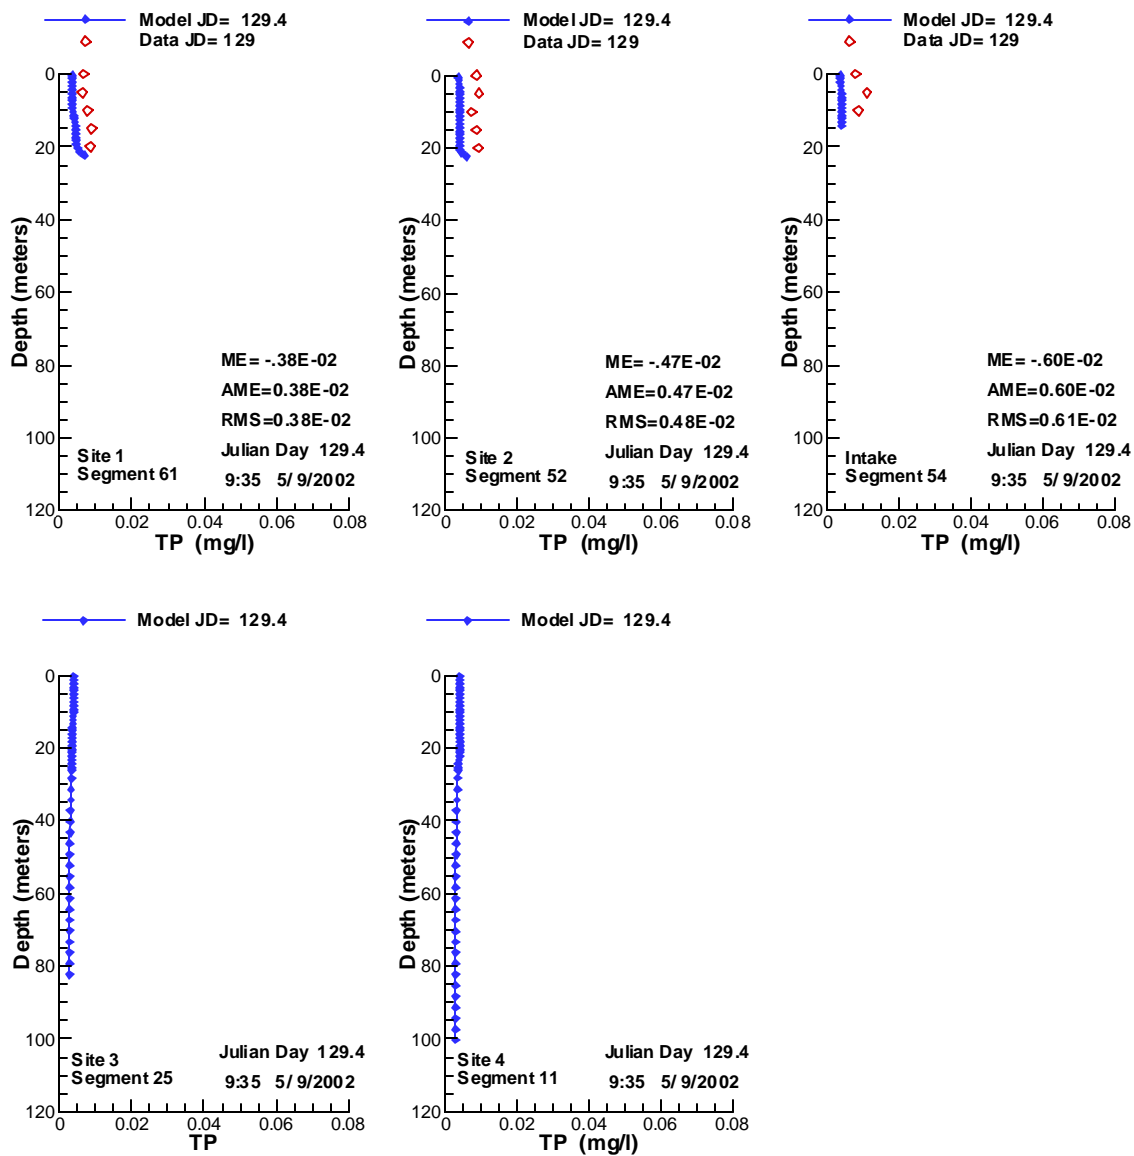 Model JD= 129.4
Data JD= 129
0
20
40
60
80
100
120
Depth (meters)
ME= -.38E-02
AME=0.38E-02
RMS=0.38E-02
Julian Day 129.4
9:35 5/ 9/2002
Site 1
Segment 61
0 0.02 0.04 0.06 0.08
TP (mg/l)
Model JD= 129.4
Data JD= 129
0
20
40
60
80
100
120
Depth (meters)
ME= -.47E-02
AME=0.47E-02
RMS=0.48E-02
Julian Day 129.4
9:35 5/ 9/2002
Site 2
Segment 52
0 0.02 0.04 0.06 0.08
TP (mg/l)
Model JD= 129.4
Data JD= 129
0
20
40
60
80
100
120
Depth (meters)
ME= -.60E-02
AME=0.60E-02
RMS=0.61E-02
Julian Day 129.4
9:35 5/ 9/2002
Intake
Segment 54
0 0.02 0.04 0.06 0.08
TP (mg/l)
Model JD= 129.4
0
20
40
60
80
100
120
Depth (meters)
Julian Day 129.4
9:35 5/ 9/2002
Site 3
Segment 25
0 0.02 0.04 0.06 0.08
TP
Model JD= 129.4
0
20
40
60
80
100
120
Depth (meters)
Julian Day 129.4
9:35 5/ 9/2002
Site 4
Segment 11
0 0.02 0.04 0.06 0.08
TP (mg/l)